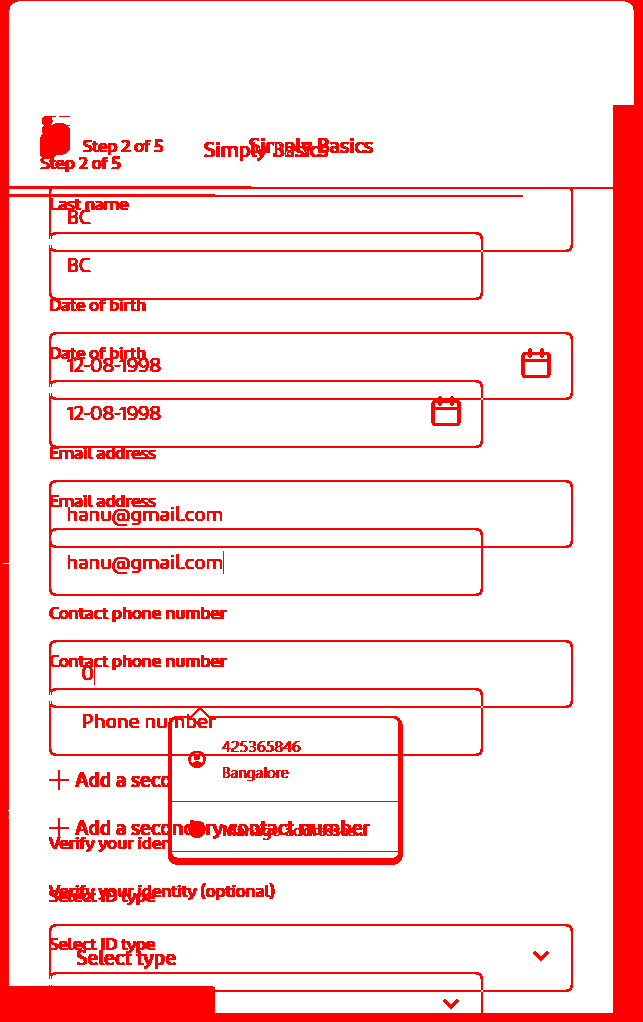 Step 2 of 5
Simply Basics
Simply Basics
Step 2 of 5
Last name
BC
BC
Date of birth
Date of birth
12-08-1998
12-08-1998
Email address
Email address
hanu@gmail.com
hanu@gmail.com
Contact phone number
Contact phone number
0
Phone number
425365846
Bangalore
Add a seco
Add a secondary contact number
Verify your iden
Verify your identity (optional)
Select ID type
Select ID type
Select type